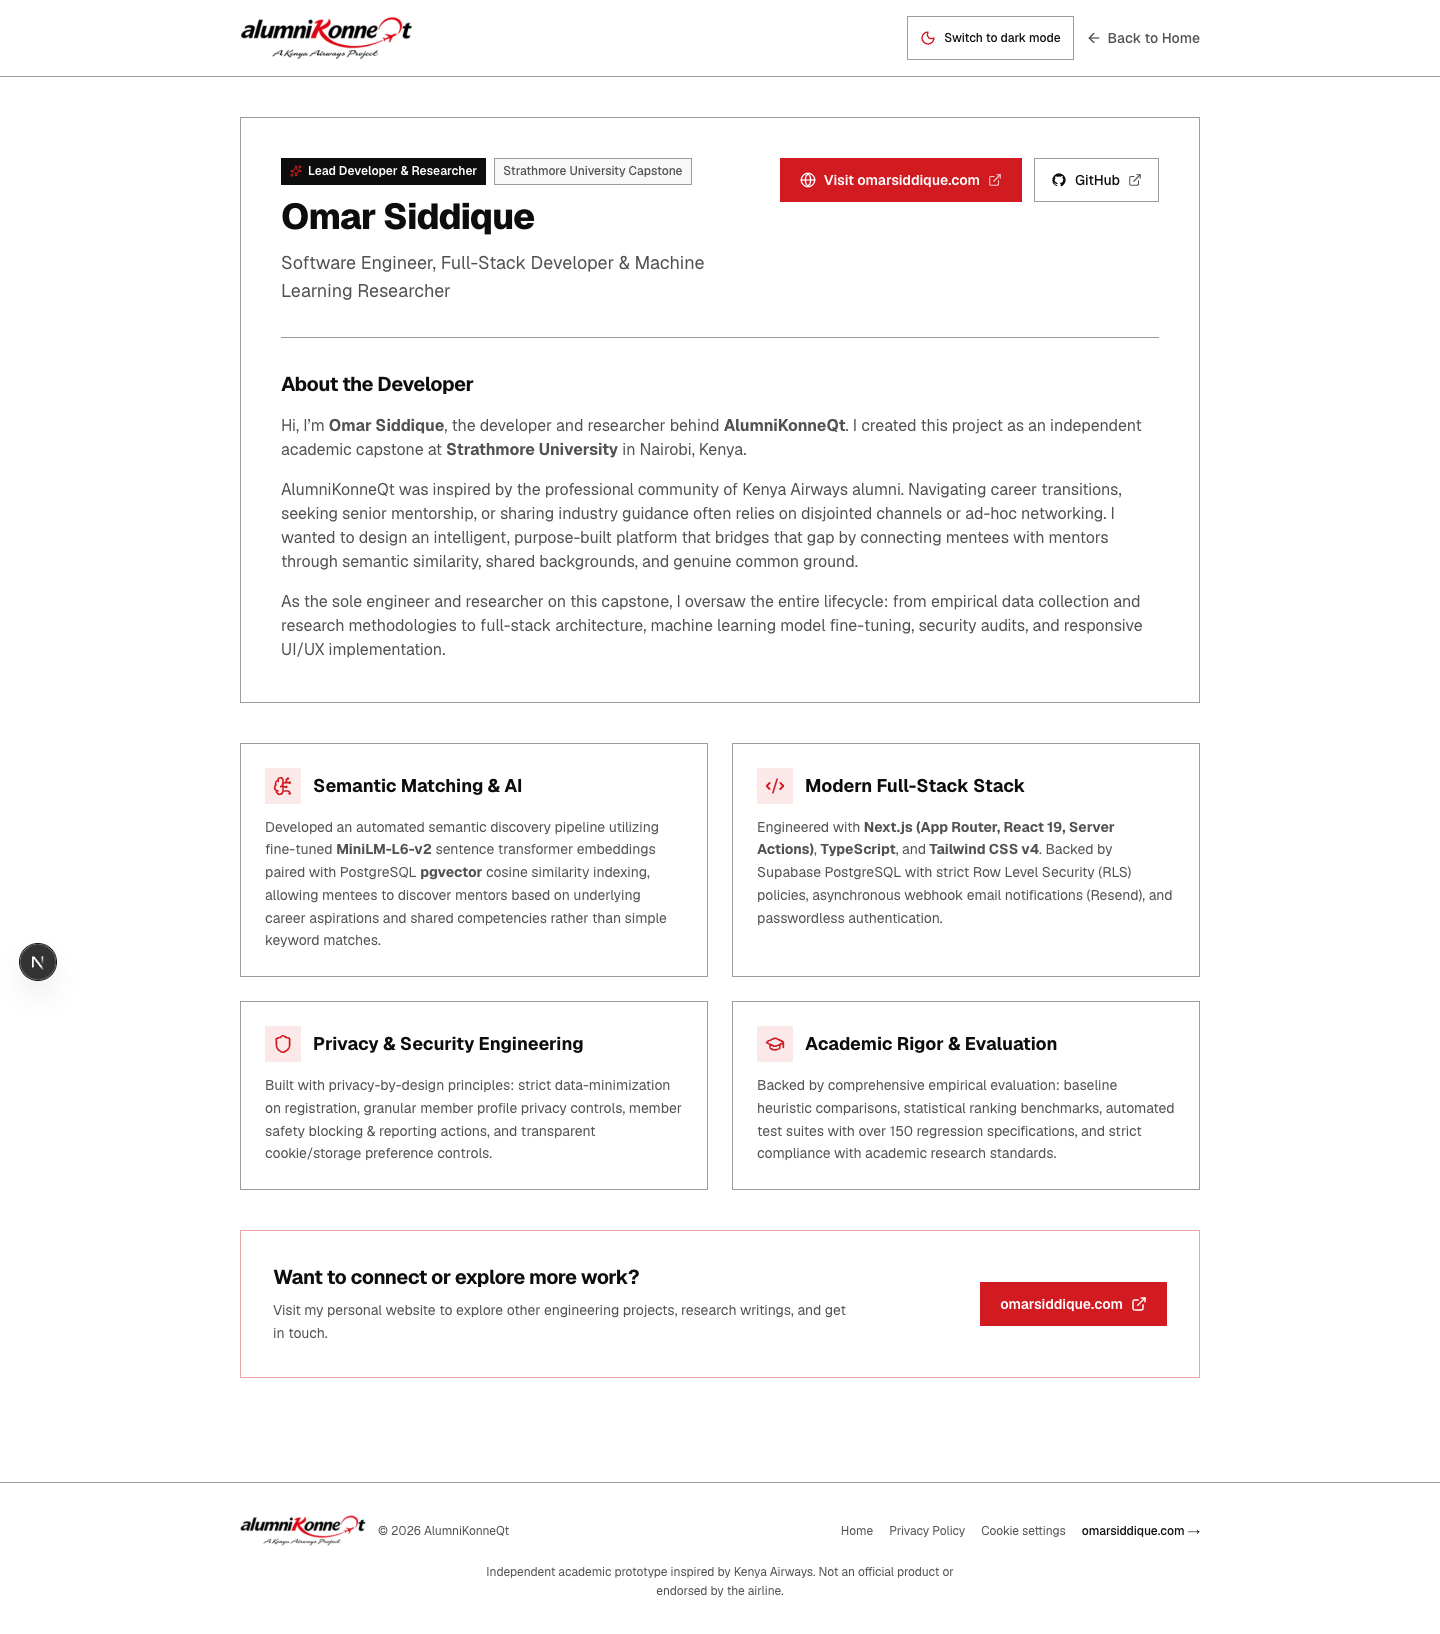 alumniKonneQt
A Kenya Airways Project
Switch to dark mode
Back to Home
Lead Developer & Researcher
Strathmore University Capstone
Visit omarsiddique.com
GitHub
Omar Siddique
Software Engineer, Full-Stack Developer & Machine
Learning Researcher
About the Developer
Hi, I’m Omar Siddique, the developer and researcher behind AlumniKonneQt. I created this project as an independent
academic capstone at Strathmore University in Nairobi, Kenya.
AlumniKonneQt was inspired by the professional community of Kenya Airways alumni. Navigating career transitions,
seeking senior mentorship, or sharing industry guidance often relies on disjointed channels or ad-hoc networking. I
wanted to design an intelligent, purpose-built platform that bridges that gap by connecting mentees with mentors
through semantic similarity, shared backgrounds, and genuine common ground.
As the sole engineer and researcher on this capstone, I oversaw the entire lifecycle: from empirical data collection and
research methodologies to full-stack architecture, machine learning model fine-tuning, security audits, and responsive
UI/UX implementation.
Semantic Matching & AI
Developed an automated semantic discovery pipeline utilizing
fine-tuned MiniLM-L6-v2 sentence transformer embeddings
paired with PostgreSQL pgvector cosine similarity indexing,
allowing mentees to discover mentors based on underlying
career aspirations and shared competencies rather than simple
keyword matches.
Modern Full-Stack Stack
Engineered with Next.js (App Router, React 19, Server
Actions), TypeScript, and Tailwind CSS v4. Backed by
Supabase PostgreSQL with strict Row Level Security (RLS)
policies, asynchronous webhook email notifications (Resend), and
passwordless authentication.
N
Privacy & Security Engineering
Built with privacy-by-design principles: strict data-minimization
on registration, granular member profile privacy controls, member
safety blocking & reporting actions, and transparent
cookie/storage preference controls.
Academic Rigor & Evaluation
Backed by comprehensive empirical evaluation: baseline
heuristic comparisons, statistical ranking benchmarks, automated
test suites with over 150 regression specifications, and strict
compliance with academic research standards.
Want to connect or explore more work?
Visit my personal website to explore other engineering projects, research writings, and get
in touch.
omarsiddique.com
alumniKonneQt
A Kenya Airways Project
© 2026 AlumniKonneQt
Home
Privacy Policy
Cookie settings
omarsiddique.com →
Independent academic prototype inspired by Kenya Airways. Not an official product or
endorsed by the airline.